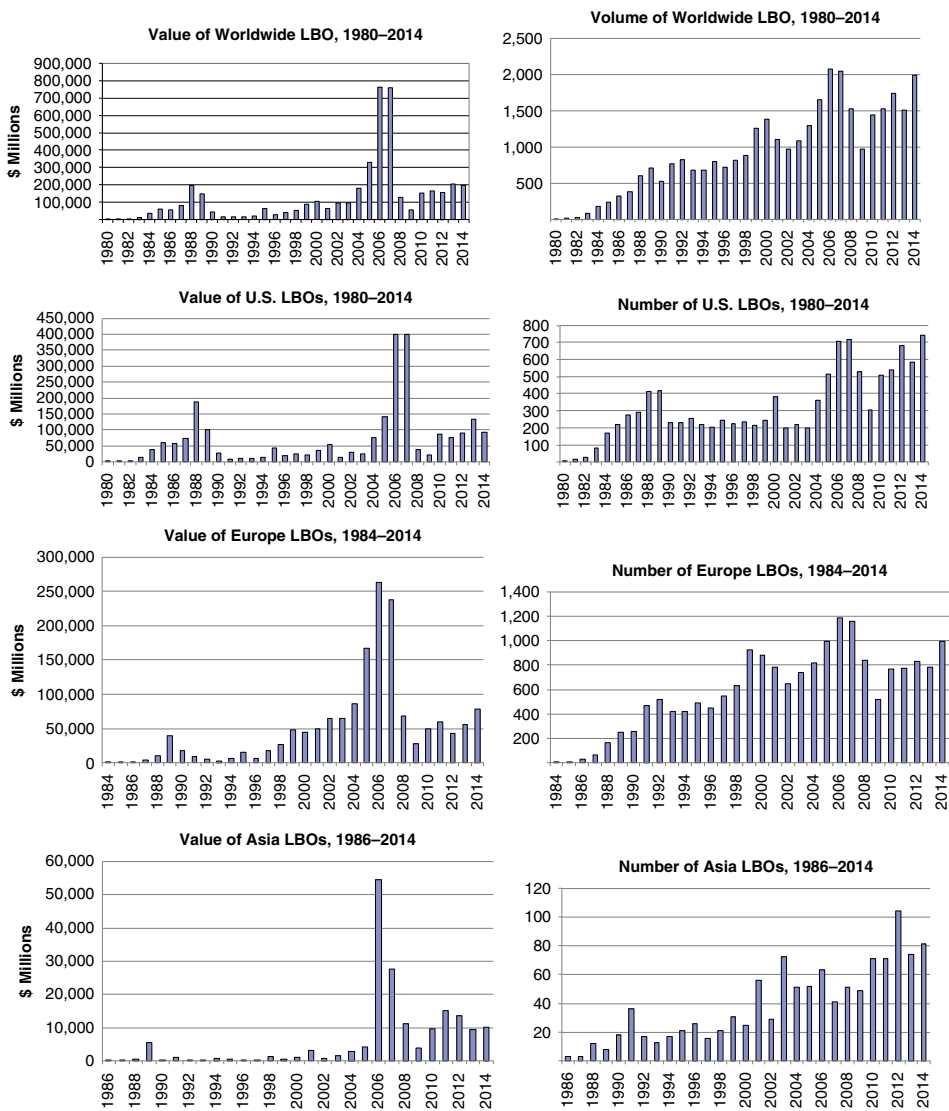 Value of Worldwide LBO, 1980–2014
$ Millions
900,000
800,000
700,000
600,000
500,000
400,000
300,000
200,000
100,000
1980 1982 1984 1986 1988 1990 1992 1994 1996 1998 2000 2002 2004 2006 2008 2010 2012 2014
Volume of Worldwide LBO, 1980–2014
2,500
2,000
1,500
1,000
500
1980 1982 1984 1986 1988 1990 1992 1994 1996 1998 2000 2002 2004 2006 2008 2010 2012 2014
Value of U.S. LBOs, 1980–2014
$ Millions
450,000
400,000
350,000
300,000
250,000
200,000
150,000
100,000
50,000
0
1980 1982 1984 1986 1988 1990 1992 1994 1996 1998 2000 2002 2004 2006 2008 2010 2012 2014
Number of U.S. LBOs, 1980–2014
800
700
600
500
400
300
200
100
1980 1982 1984 1986 1988 1990 1992 1994 1996 1998 2000 2002 2004 2006 2008 2010 2012 2014
Value of Europe LBOs, 1984–2014
$ Millions
300,000
250,000
200,000
150,000
100,000
50,000
0
1984 1986 1988 1990 1992 1994 1996 1998 2000 2002 2004 2006 2008 2010 2012 2014
Number of Europe LBOs, 1984–2014
1,400
1,200
1,000
800
600
400
200
1984 1986 1988 1990 1992 1994 1996 1998 2000 2002 2004 2006 2008 2010 2012 2014
Value of Asia LBOs, 1986–2014
$ Millions
60,000
50,000
40,000
30,000
20,000
10,000
0
1986 1988 1990 1992 1994 1996 1998 2000 2002 2004 2006 2008 2010 2012 2014
Number of Asia LBOs, 1986–2014
120
100
80
60
40
20
1986 1988 1990 1992 1994 1996 1998 2000 2002 2004 2006 2008 2010 2012 2014